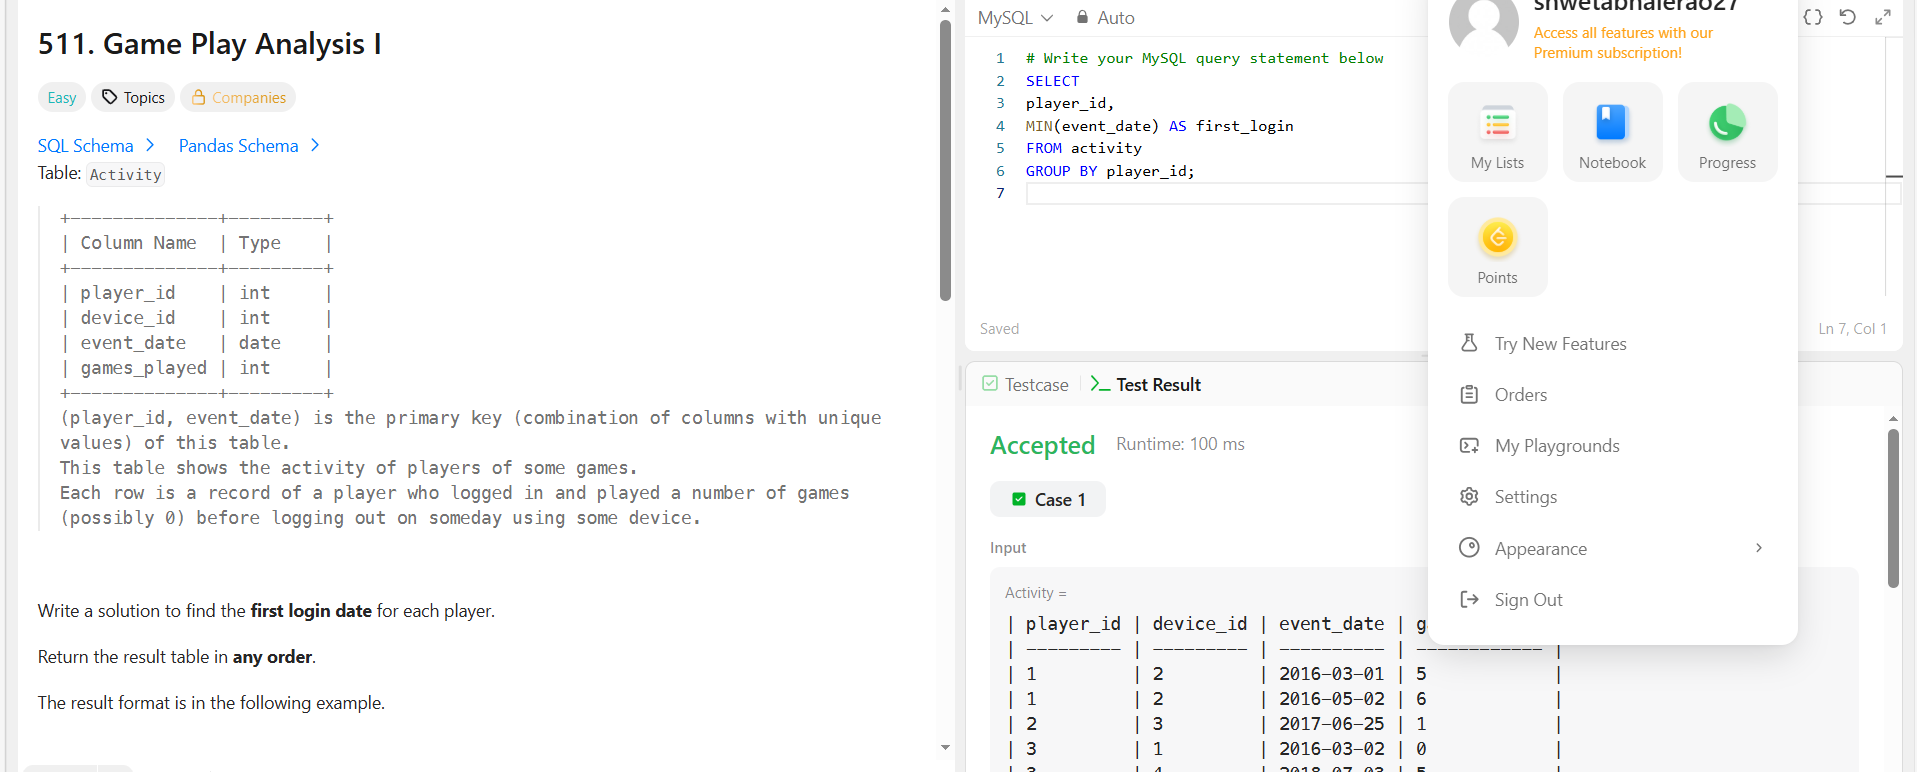 511. Game Play Analysis I
Easy
Topics
Companies
SQL Schema
Pandas Schema
Table: Activity
+--------------+---------+
| Column Name  | Type    |
+--------------+---------+
| player_id    | int     |
| device_id    | int     |
| event_date   | date    |
| games_played | int     |
+--------------+---------+
(player_id, event_date) is the primary key (combination of columns with unique
values) of this table.
This table shows the activity of players of some games.
Each row is a record of a player who logged in and played a number of games
(possibly 0) before logging out on someday using some device.
Write a solution to find the first login date for each player.
Return the result table in any order.
The result format is in the following example.
MySQL
Auto
1 # Write your MySQL query statement below
2 SELECT
3 player_id,
4 MIN(event_date) AS first_login
5 FROM activity
6 GROUP BY player_id;
7
Saved
Ln 7, Col 1
Testcase
Test Result
Accepted
Runtime: 100 ms
Case 1
Input
Activity =
| player_id | device_id | event_date | g
| --------- | --------- | ---------- | ------------ |
| 1         | 2         | 2016-03-01 | 5            |
| 1         | 2         | 2016-05-02 | 6            |
| 2         | 3         | 2017-06-25 | 1            |
| 3         | 1         | 2016-03-02 | 0            |
| 3         | 4         | 2018-07-03 | 5            |
shwetabhalerao27
Access all features with our
Premium subscription!
My Lists
Notebook
Progress
Points
Try New Features
Orders
My Playgrounds
Settings
Appearance
Sign Out